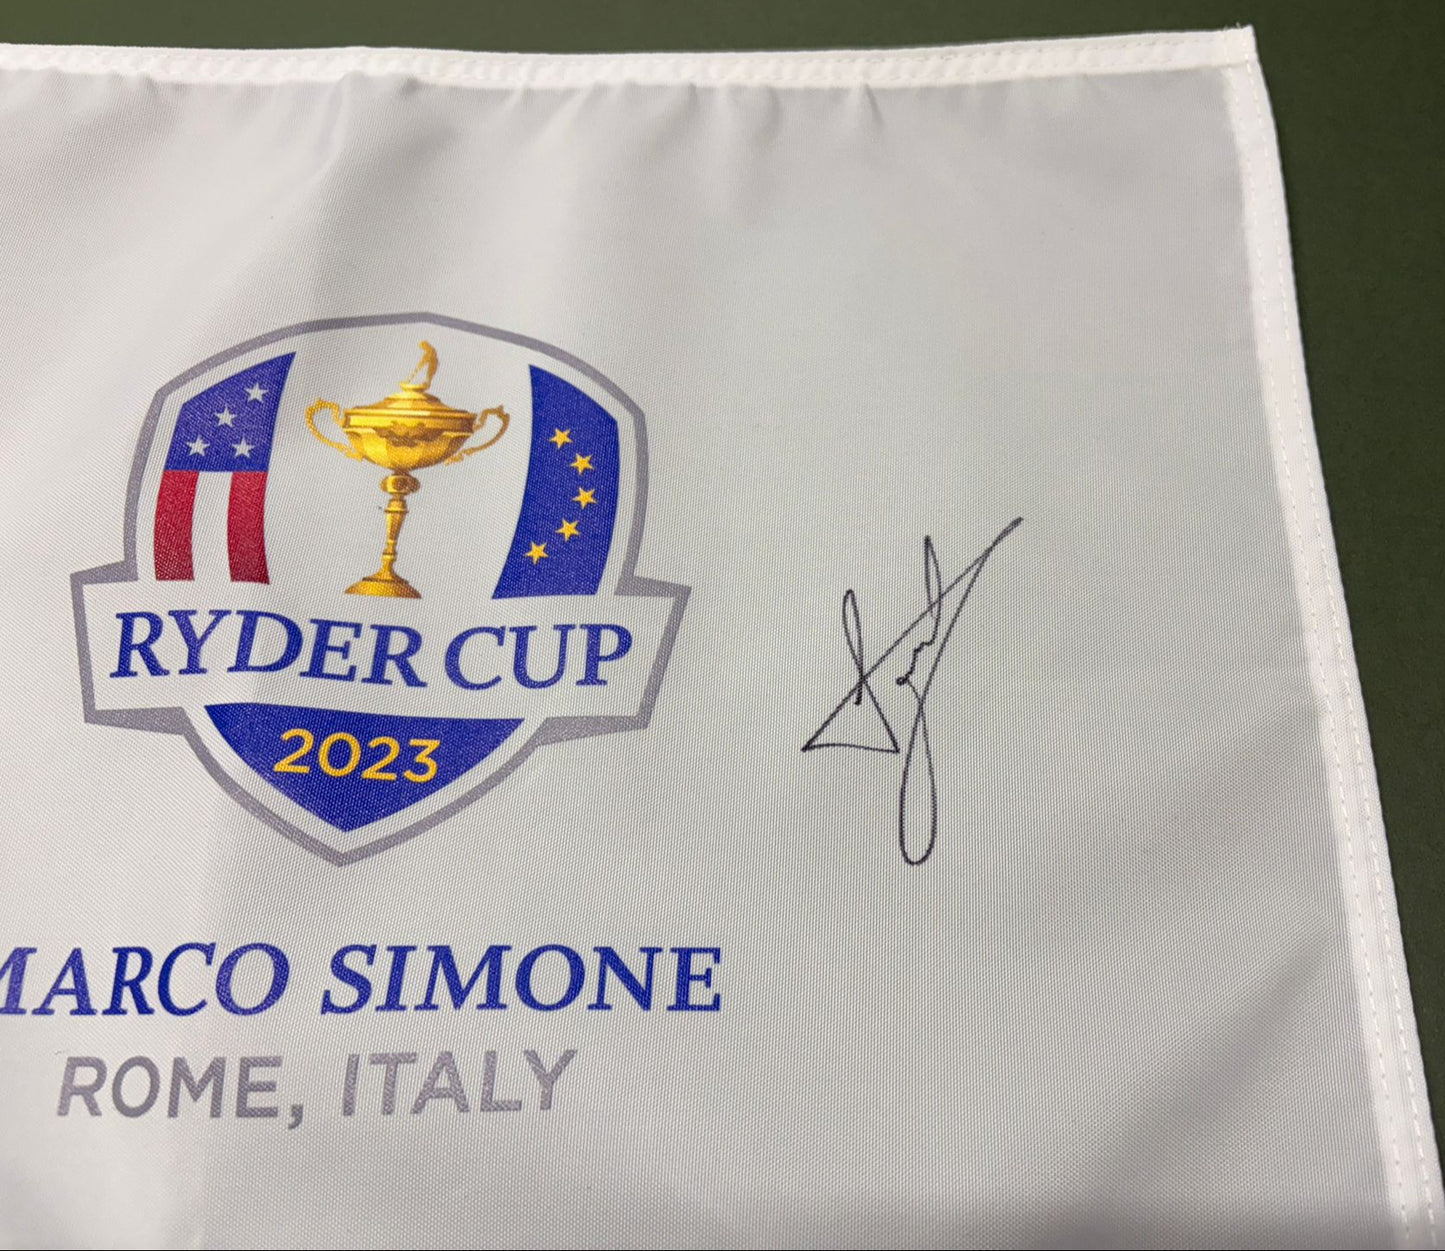 RYDER CUP
2023
MARCO SIMONE
ROME, ITALY